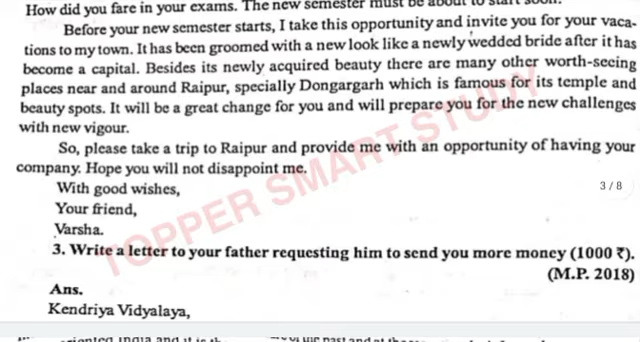 How did you fare in your exams. The new semester must be about to start soon.
Before your new semester starts, I take this opportunity and invite you for your vaca-
tions to my town. It has been groomed with a new look like a newly wedded bride after it has
become a capital. Besides its newly acquired beauty there are many other worth-seeing
places near and around Raipur, specially Dongargarh which is famous for its temple and
beauty spots. It will be a great change for you and will prepare you for the new challenges
with new vigour.
So, please take a trip to Raipur and provide me with an opportunity of having your
company. Hope you will not disappoint me.
With good wishes,
3 / 8
Your friend,
Varsha.
TOPPER SMART STUDY
3. Write a letter to your father requesting him to send you more money (1000 ₹).
(M.P. 2018)
Ans.
Kendriya Vidyalaya,